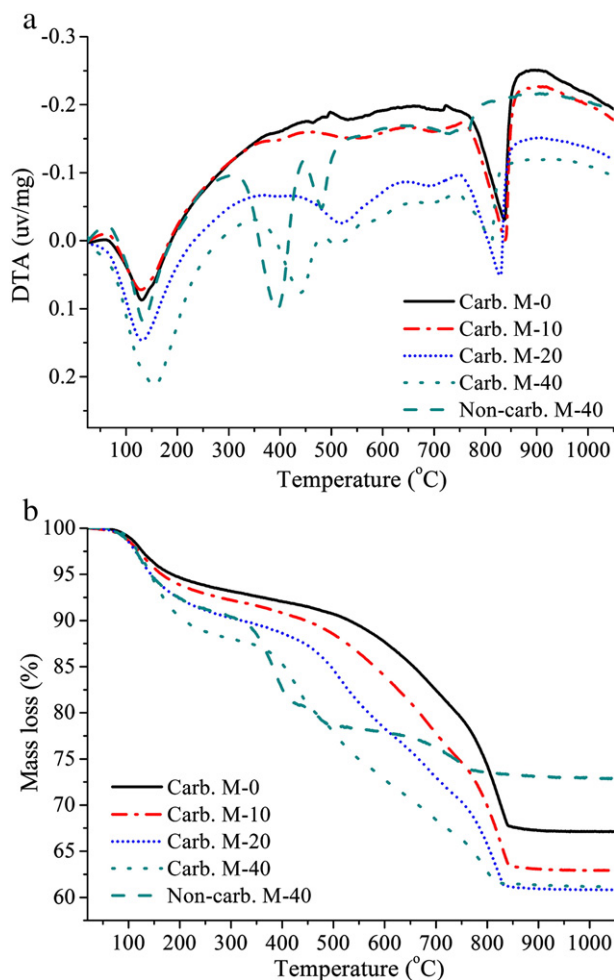 a
-0.3
-0.2
-0.1
0.0
0.1
0.2
DTA (uv/mg)
Carb. M-0
Carb. M-10
Carb. M-20
Carb. M-40
Non-carb. M-40
100 200 300 400 500 600 700 800 900 1000
Temperature (°C)
b
100
95
90
85
80
75
70
65
60
Mass loss (%)
Carb. M-0
Carb. M-10
Carb. M-20
Carb. M-40
Non-carb. M-40
100 200 300 400 500 600 700 800 900 1000
Temperature (°C)